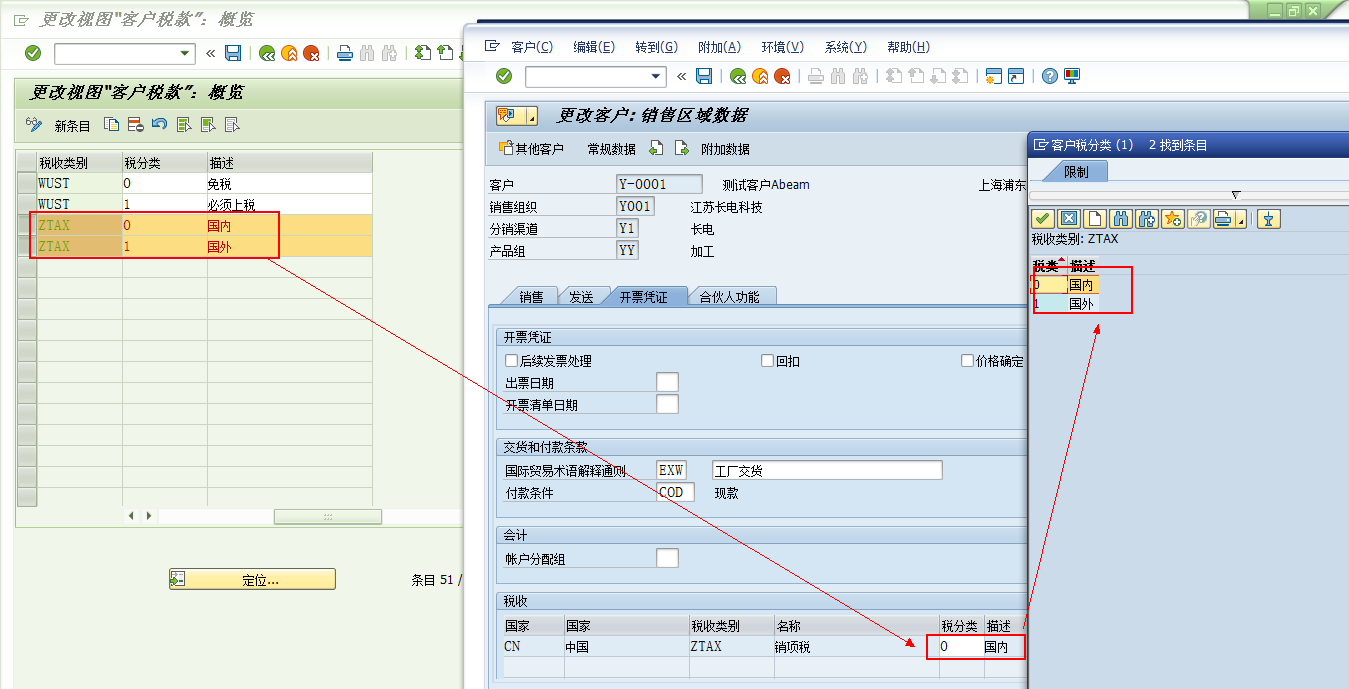 更改视图“客户税款”：概览
更改视图“客户税款”：概览
新条目
税收类别 税分类 描述
WUST 0 免税
WUST 1 必须上税
ZTAX 0 国内
ZTAX 1 国外
定位...
条目 51 /
客户(C) 编辑(E) 转到(G) 附加(A) 环境(V) 系统(Y) 帮助(H)
更改客户: 销售区域数据
其他客户 常规数据 附加数据
客户 Y-0001 测试客户Abeam 上海浦东
销售组织 YO01 江苏长电科技
分销渠道 Y1 长电
产品组 YY 加工
销售 发送 开票凭证 合伙人功能
开票凭证
后续发票处理 回扣 价格确定
出票日期
开票清单日期
交货和付款条款
国际贸易术语解释通则 EXW 工厂交货
付款条件 COD 现款
会计
帐户分配组
税收
国家 国家 税收类别 名称 税分类 描述
CN 中国 ZTAX 销项税 0 国内
客户税分类 (1) 2 找到条目
限制
税收类别: ZTAX
税类 描述
0 国内
1 国外